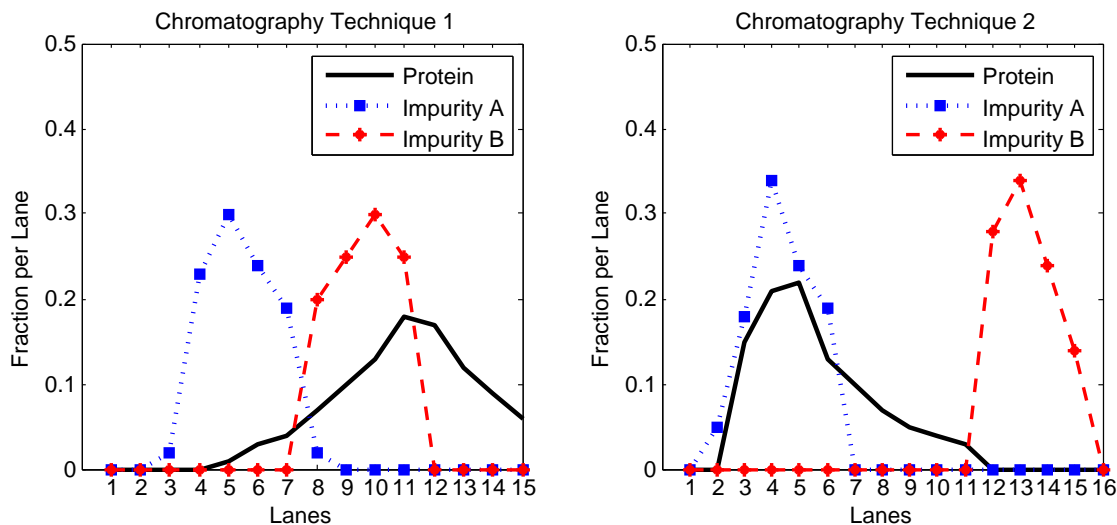 Chromatography Technique 1
0.5
0.4
0.3
0.2
0.1
0
Fraction per Lane
Protein
Impurity A
Impurity B
1 2 3 4 5 6 7 8 9 10 11 12 13 14 15
Lanes
Chromatography Technique 2
0.5
0.4
0.3
0.2
0.1
0
Fraction per Lane
Protein
Impurity A
Impurity B
1 2 3 4 5 6 7 8 9 10 11 12 13 14 15 16
Lanes